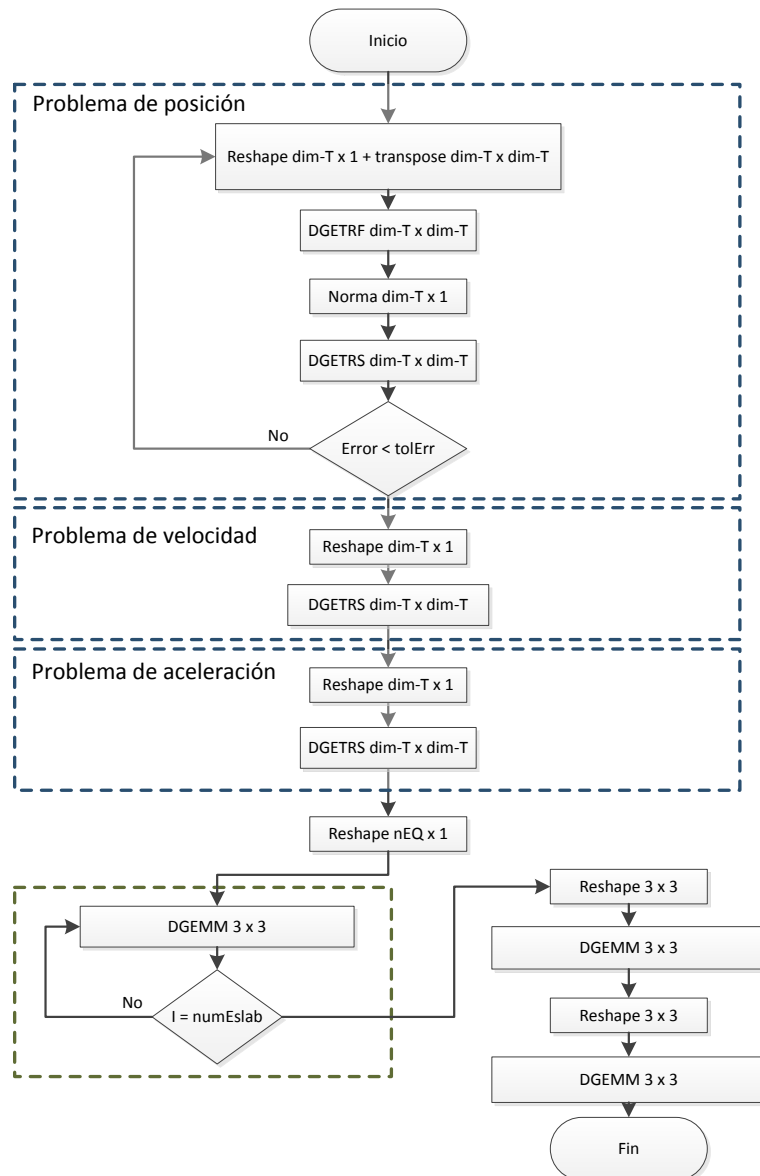 Inicio
Problema de posición
Reshape dim-T x 1 + transpose dim-T x dim-T
DGETRF dim-T x dim-T
Norma dim-T x 1
DGETRS dim-T x dim-T
No
Error < tolErr
Problema de velocidad
Reshape dim-T x 1
DGETRS dim-T x dim-T
Problema de aceleración
Reshape dim-T x 1
DGETRS dim-T x dim-T
Reshape nEQ x 1
DGEMM 3 x 3
No
I = numEslab
Reshape 3 x 3
DGEMM 3 x 3
Reshape 3 x 3
DGEMM 3 x 3
Fin